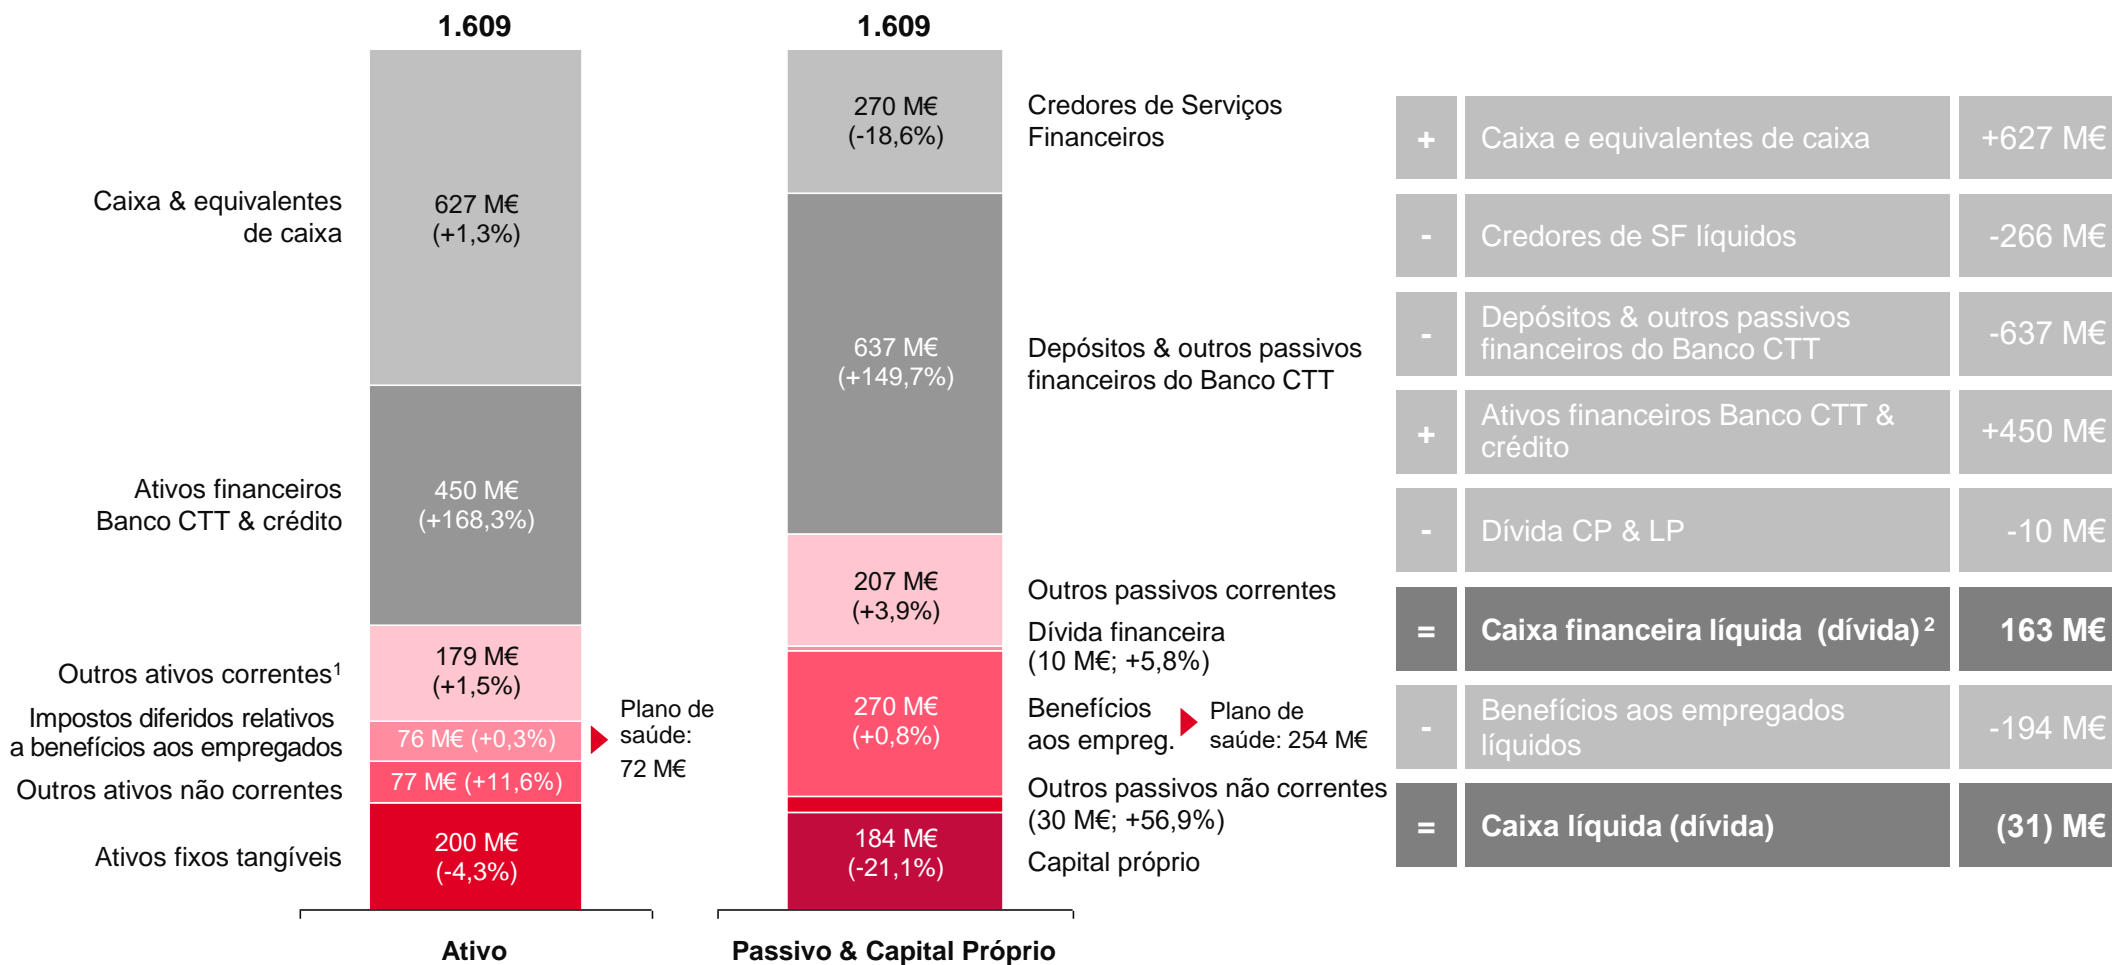 1.609
Caixa & equivalentes
de caixa
627 M€
(+1,3%)
Ativos financeiros
Banco CTT & crédito
450 M€
(+168,3%)
Outros ativos correntes¹
179 M€
(+1,5%)
Impostos diferidos relativos
a benefícios aos empregados
76 M€ (+0,3%)
Plano de
saúde:
72 M€
Outros ativos não correntes
77 M€ (+11,6%)
Ativos fixos tangíveis
200 M€
(-4,3%)
Ativo
1.609
270 M€
(-18,6%)
Credores de Serviços
Financeiros
637 M€
(+149,7%)
Depósitos & outros passivos
financeiros do Banco CTT
207 M€
(+3,9%)
Outros passivos correntes
Dívida financeira
(10 M€; +5,8%)
270 M€
(+0,8%)
Benefícios
aos empreg.
Plano de
saúde: 254 M€
Outros passivos não correntes
(30 M€; +56,9%)
184 M€
(-21,1%)
Capital próprio
Passivo & Capital Próprio
+ Caixa e equivalentes de caixa +627 M€
- Credores de SF líquidos -266 M€
- Depósitos & outros passivos
financeiros do Banco CTT -637 M€
+ Ativos financeiros Banco CTT &
crédito +450 M€
- Dívida CP & LP -10 M€
= Caixa financeira líquida (dívida)² 163 M€
- Benefícios aos empregados
líquidos -194 M€
= Caixa líquida (dívida) (31) M€